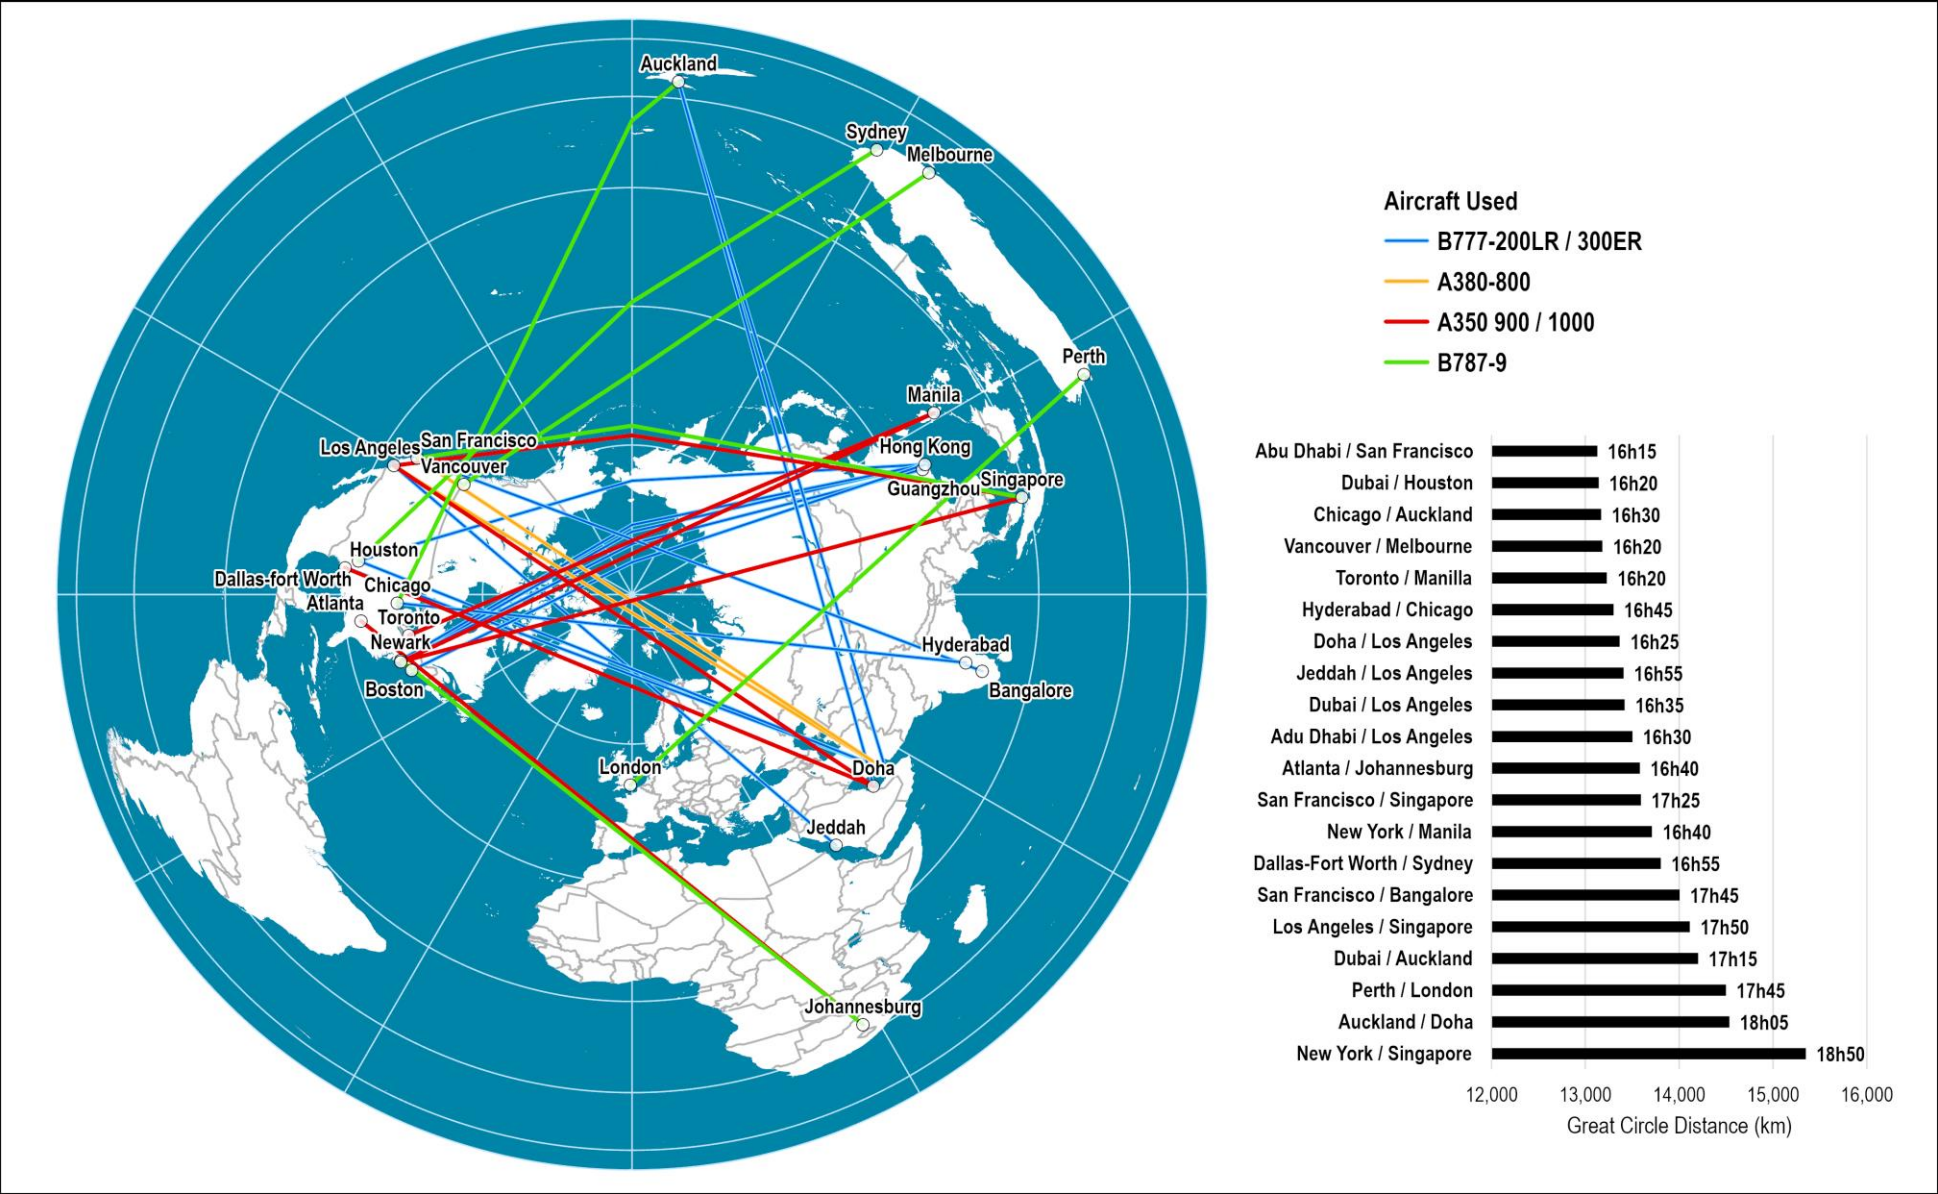 Auckland
Sydney
Melbourne
Perth
Manila
Hong Kong
Guangzhou
Singapore
Los Angeles
San Francisco
Vancouver
Houston
Dallas-fort Worth
Chicago
Atlanta
Toronto
Newark
Boston
Hyderabad
Bangalore
London
Doha
Jeddah
Johannesburg
Aircraft Used
B777-200LR / 300ER
A380-800
A350 900 / 1000
B787-9
Abu Dhabi / San Francisco 16h15
Dubai / Houston 16h20
Chicago / Auckland 16h30
Vancouver / Melbourne 16h20
Toronto / Manilla 16h20
Hyderabad / Chicago 16h45
Doha / Los Angeles 16h25
Jeddah / Los Angeles 16h55
Dubai / Los Angeles 16h35
Adu Dhabi / Los Angeles 16h30
Atlanta / Johannesburg 16h40
San Francisco / Singapore 17h25
New York / Manila 16h40
Dallas-Fort Worth / Sydney 16h55
San Francisco / Bangalore 17h45
Los Angeles / Singapore 17h50
Dubai / Auckland 17h15
Perth / London 17h45
Auckland / Doha 18h05
New York / Singapore 18h50
12,000 13,000 14,000 15,000 16,000
Great Circle Distance (km)